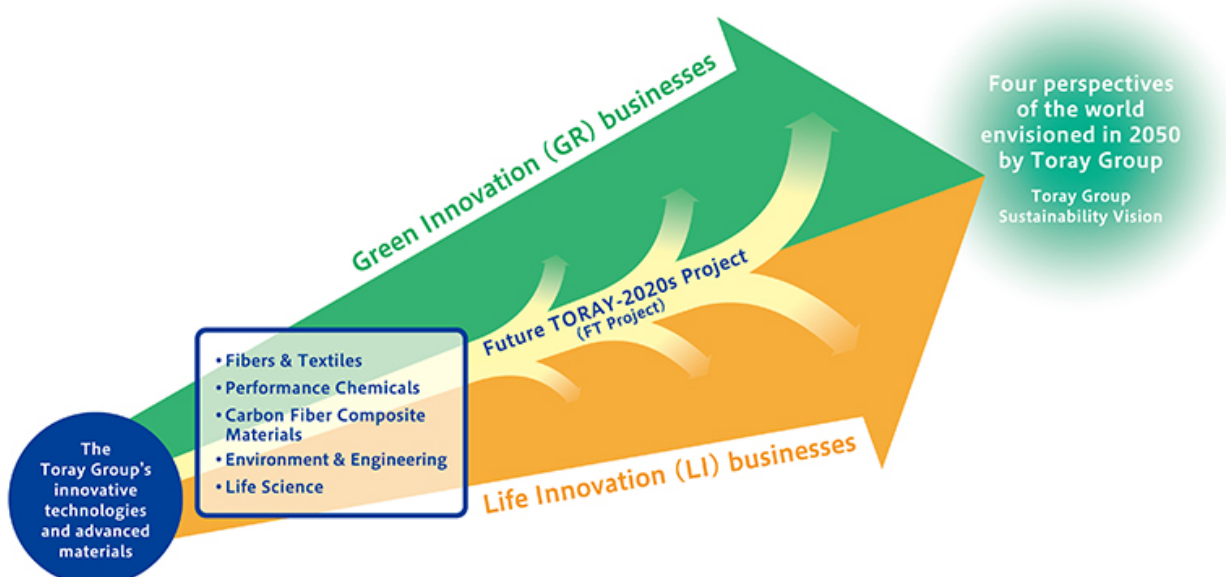 Green Innovation (GR) businesses
Four perspectives
of the world
envisioned in 2050
by Toray Group
Toray Group
Sustainability Vision
Future TORAY-2020s Project
(FT Project)
• Fibers & Textiles
• Performance Chemicals
• Carbon Fiber Composite
Materials
• Environment & Engineering
• Life Science
The
Toray Group's
innovative
technologies
and advanced
materials
Life Innovation (LI) businesses